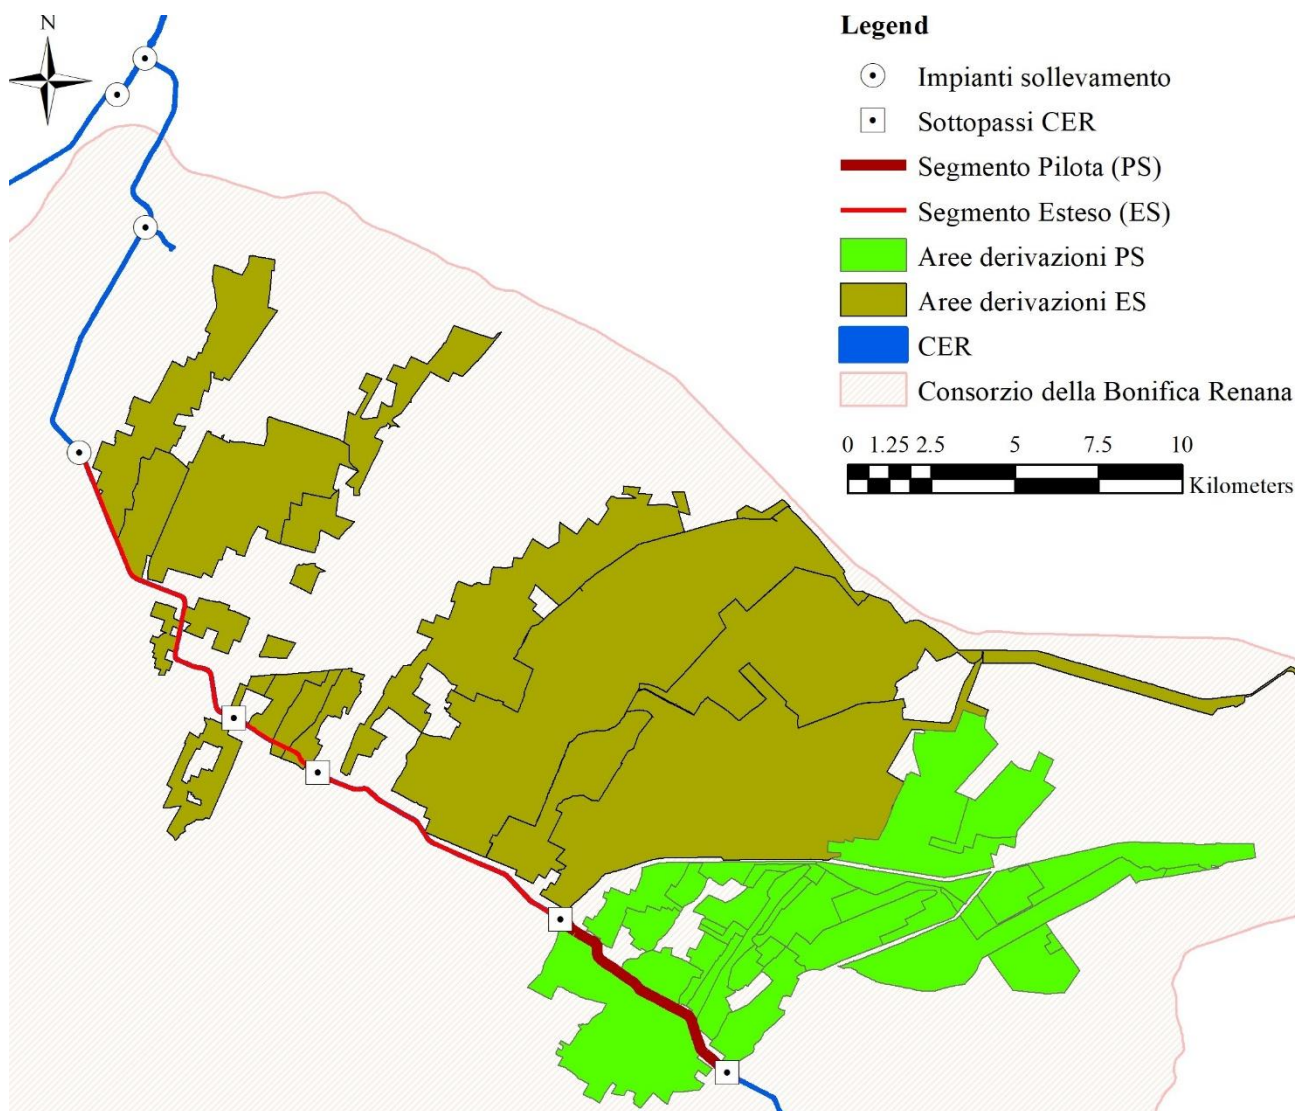 N
Legend
Impianti sollevamento
Sottopassi CER
Segmento Pilota (PS)
Segmento Esteso (ES)
Aree derivazioni PS
Aree derivazioni ES
CER
Consorzio della Bonifica Renana
0 1.25 2.5 5 7.5 10
Kilometers